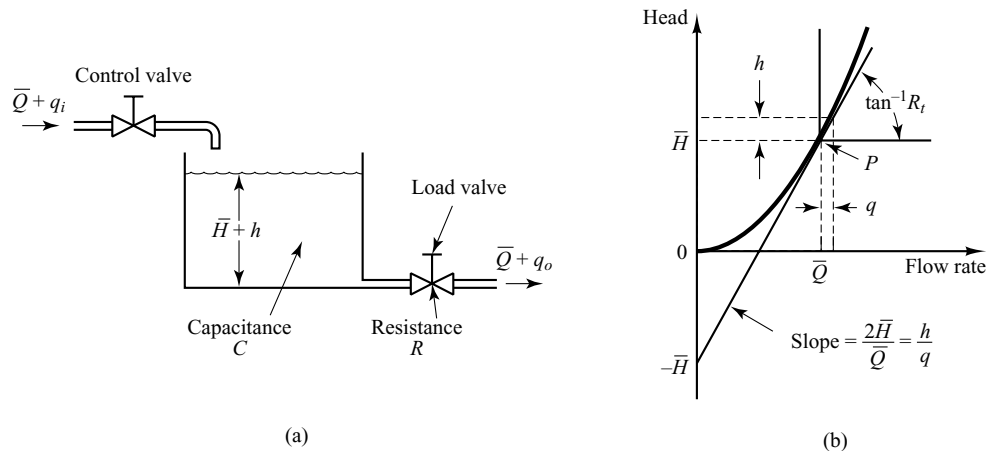 Control valve
Q̅ + qᵢ
Load valve
H̅ + h
Q̅ + qₒ
Capacitance
C
Resistance
R
(a)
Head
h
tan⁻¹Rₜ
H̅
P
q
0
Q̅
Flow rate
Slope = 2H̅/Q̅ = h/q
–H̅
(b)